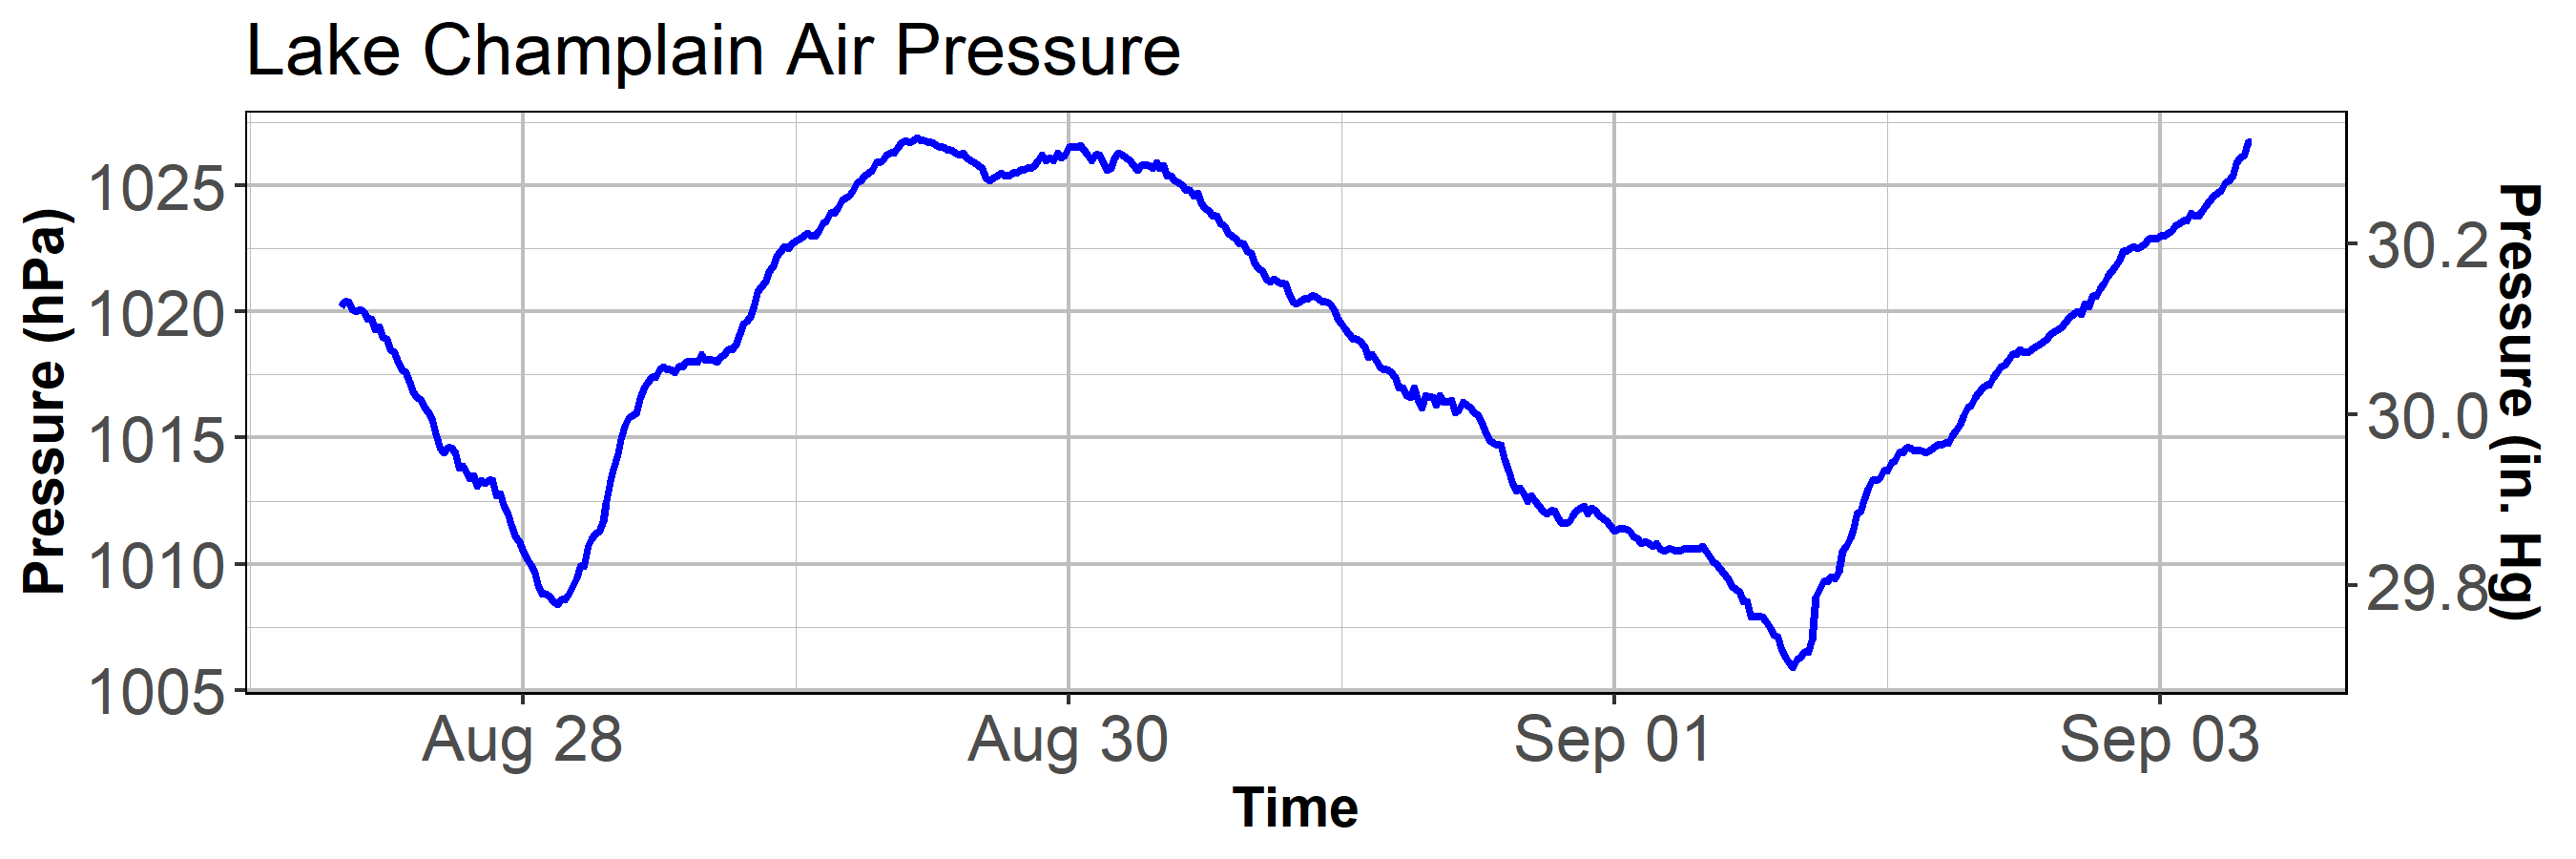 Lake Champlain Air Pressure
Pressure (hPa)
1025
1020
1015
1010
1005
30.2
30.0
29.8
Pressure (in. Hg)
Aug 28
Aug 30
Sep 01
Sep 03
Time